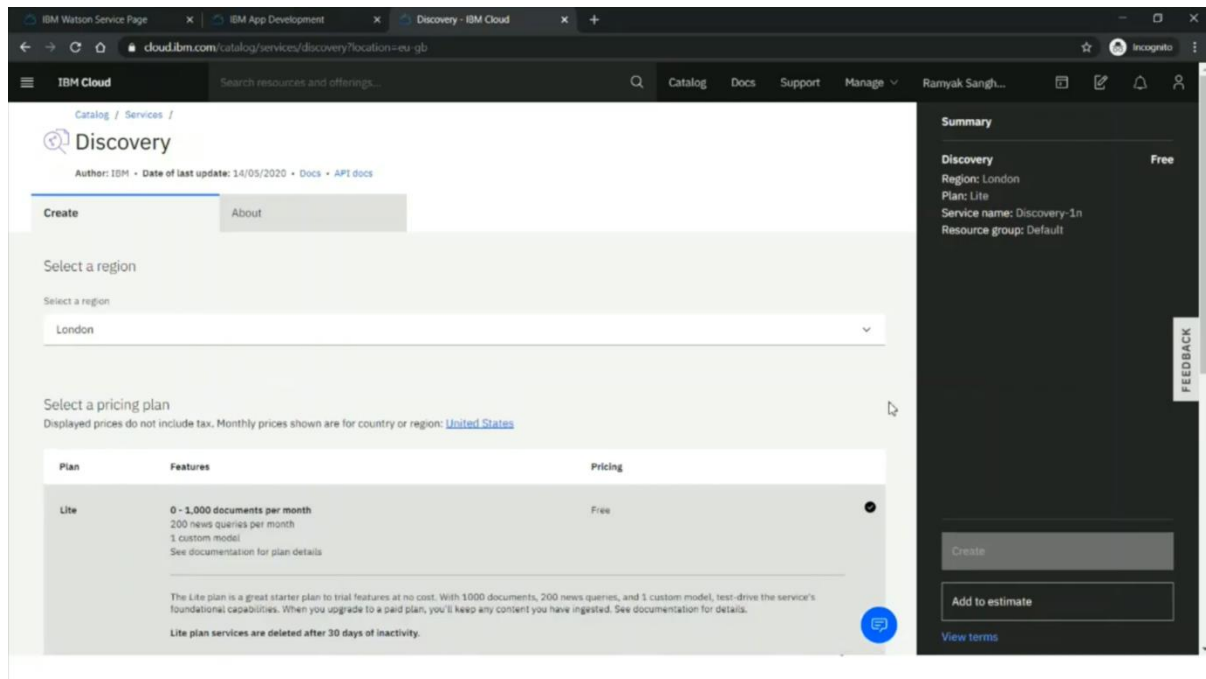 IBM Watson Service Page
IBM App Development
Discovery - IBM Cloud
cloud.ibm.com/catalog/services/discovery?location=eu-gb
Incognito
IBM Cloud
Search resources and offerings...
Catalog
Docs
Support
Manage
Ramyak Sangh...
Catalog / Services /
Discovery
Author: IBM • Date of last update: 14/05/2020 • Docs • API docs
Create
About
Select a region
Select a region
London
Select a pricing plan
Displayed prices do not include tax. Monthly prices shown are for country or region: United States
Plan Features Pricing
Lite
0 - 1,000 documents per month
Free
200 news queries per month
1 custom model
See documentation for plan details
The Lite plan is a great starter plan to trial features at no cost. With 1000 documents, 200 news queries, and 1 custom model, test-drive the service's
foundational capabilities. When you upgrade to a paid plan, you'll keep any content you have ingested. See documentation for details.
Lite plan services are deleted after 30 days of inactivity.
Summary
Discovery Free
Region: London
Plan: Lite
Service name: Discovery-1n
Resource group: Default
FEEDBACK
Create
Add to estimate
View terms